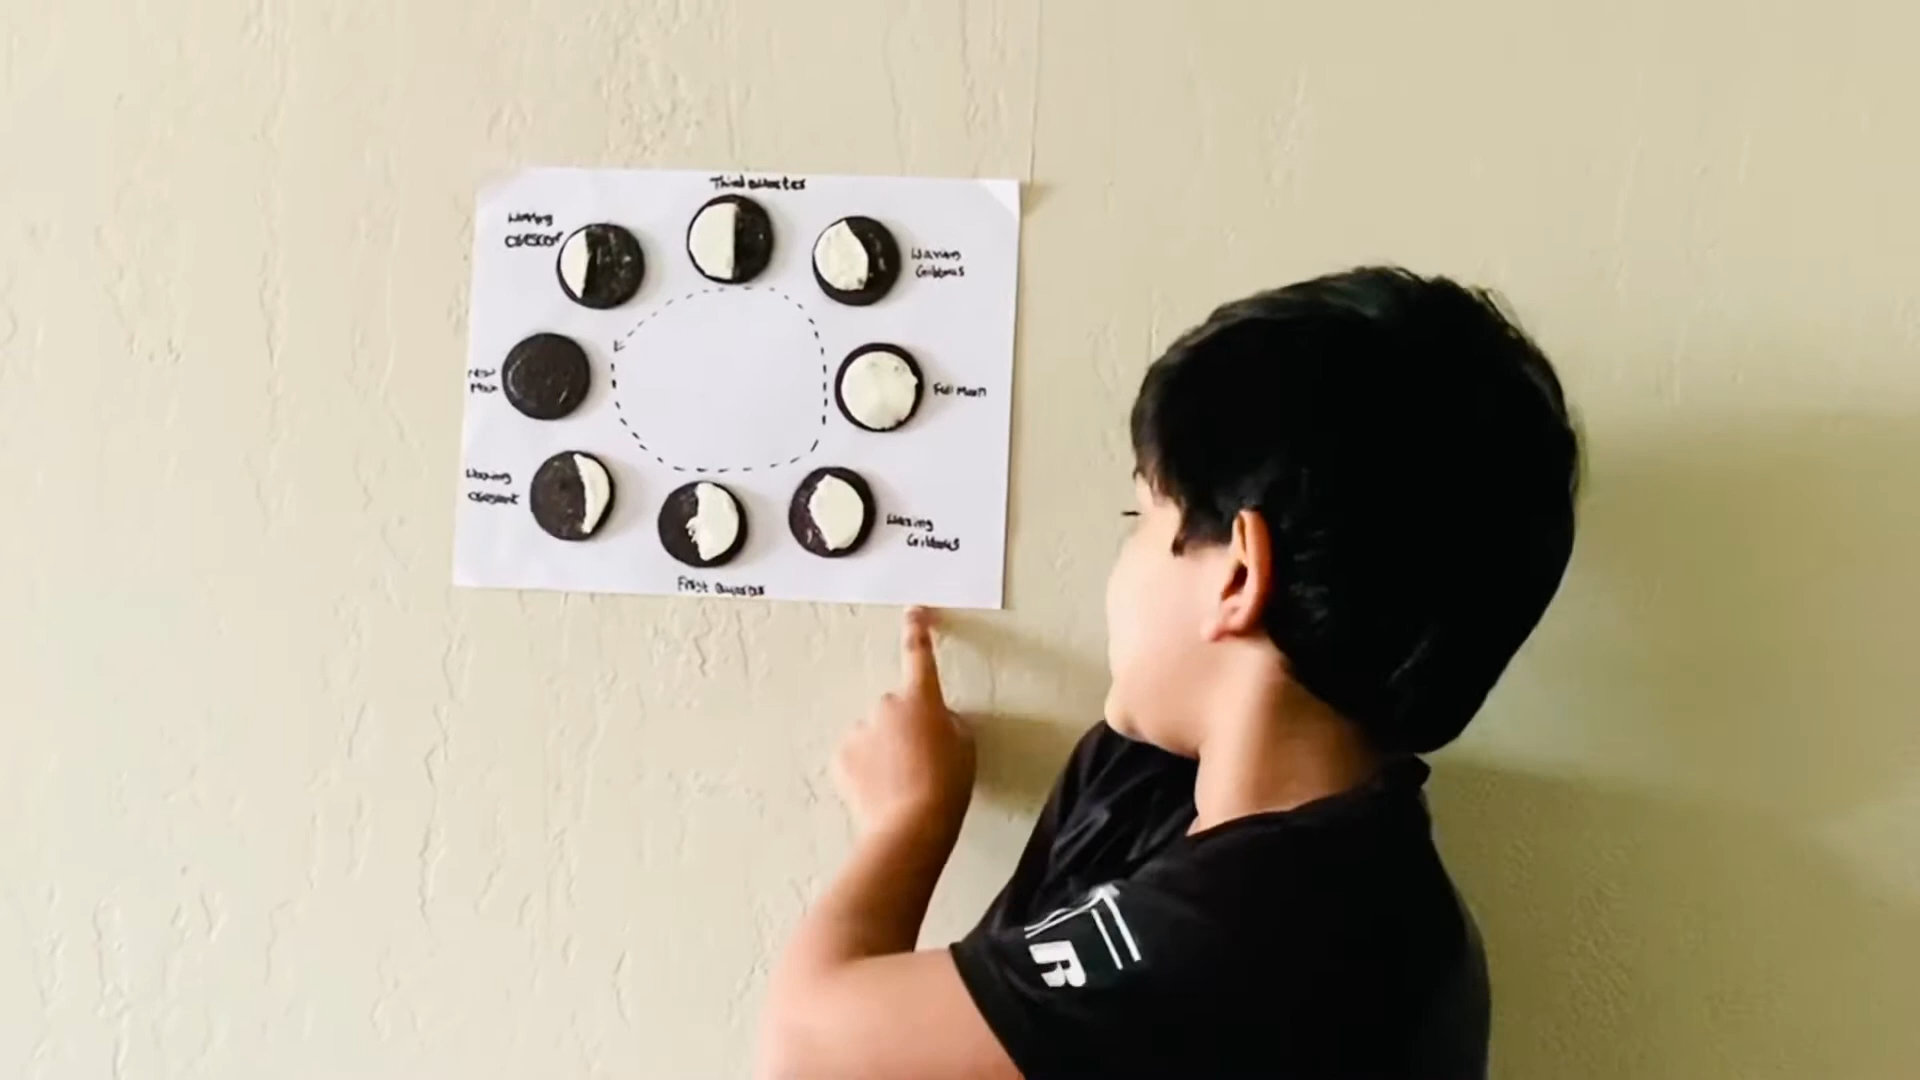 Third Quarter
Waning
Crescent
Waning
Gibbous
New
Moon
Full Moon
Waxing
Crescent
Waxing
Gibbous
First Quarter
R